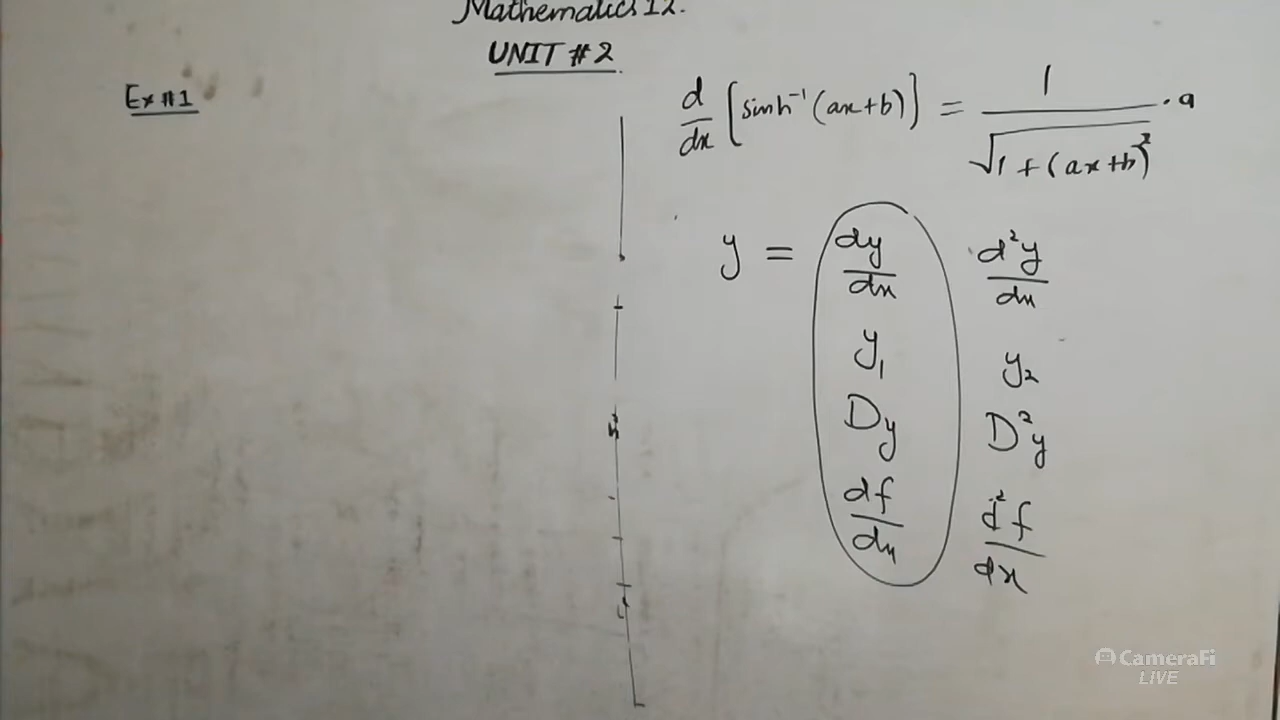 Mathematics 12.
UNIT # 2
Ex # 1
d/dx [sinh⁻¹(ax+b)] = 1/√(1+(ax+b)²) · a
y = dy/dx d²y/dx
y₁ y₂
Dy D²y
df/dx d²f/dx
CameraFi
LIVE